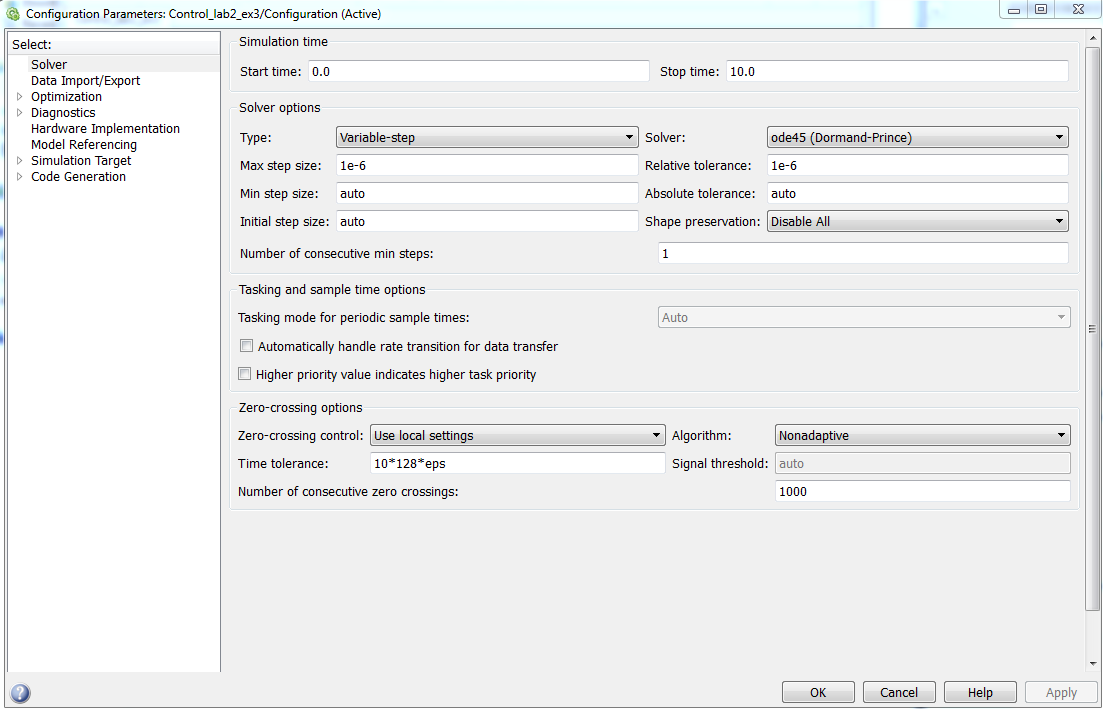 Configuration Parameters: Control_lab2_ex3/Configuration (Active)
Select:
Solver
Data Import/Export
Optimization
Diagnostics
Hardware Implementation
Model Referencing
Simulation Target
Code Generation
Simulation time
Start time: 0.0 Stop time: 10.0
Solver options
Type: Variable-step Solver: ode45 (Dormand-Prince)
Max step size: 1e-6 Relative tolerance: 1e-6
Min step size: auto Absolute tolerance: auto
Initial step size: auto Shape preservation: Disable All
Number of consecutive min steps: 1
Tasking and sample time options
Tasking mode for periodic sample times: Auto
Automatically handle rate transition for data transfer
Higher priority value indicates higher task priority
Zero-crossing options
Zero-crossing control: Use local settings Algorithm: Nonadaptive
Time tolerance: 10*128*eps Signal threshold: auto
Number of consecutive zero crossings: 1000
? OK Cancel Help Apply